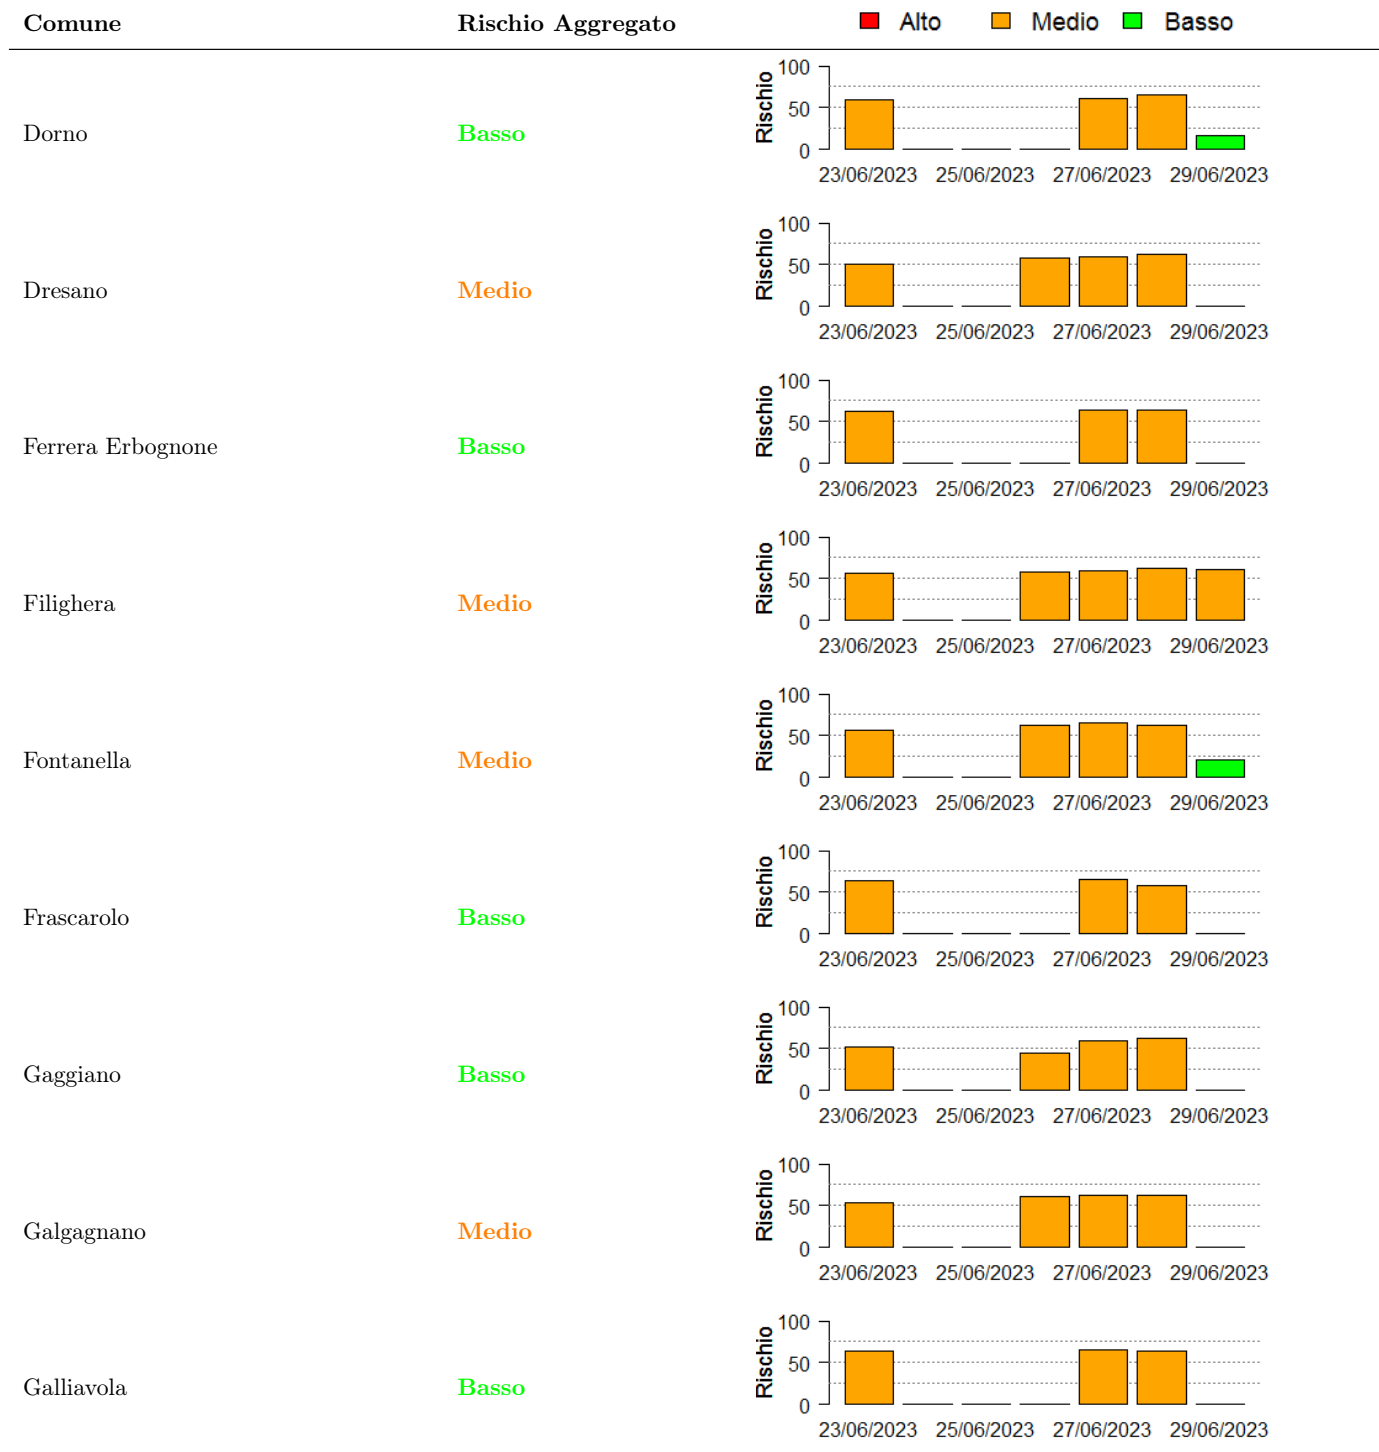 Comune Rischio Aggregato Alto Medio Basso
100
50
0
Rischio
Dorno Basso
23/06/2023 25/06/2023 27/06/2023 29/06/2023
100
50
0
Rischio
Dresano Medio
23/06/2023 25/06/2023 27/06/2023 29/06/2023
100
50
0
Rischio
Ferrera Erbognone Basso
23/06/2023 25/06/2023 27/06/2023 29/06/2023
100
50
0
Rischio
Filighera Medio
23/06/2023 25/06/2023 27/06/2023 29/06/2023
100
50
0
Rischio
Fontanella Medio
23/06/2023 25/06/2023 27/06/2023 29/06/2023
100
50
0
Rischio
Frascarolo Basso
23/06/2023 25/06/2023 27/06/2023 29/06/2023
100
50
0
Rischio
Gaggiano Basso
23/06/2023 25/06/2023 27/06/2023 29/06/2023
100
50
0
Rischio
Galgagnano Medio
23/06/2023 25/06/2023 27/06/2023 29/06/2023
100
50
0
Rischio
Galliavola Basso
23/06/2023 25/06/2023 27/06/2023 29/06/2023